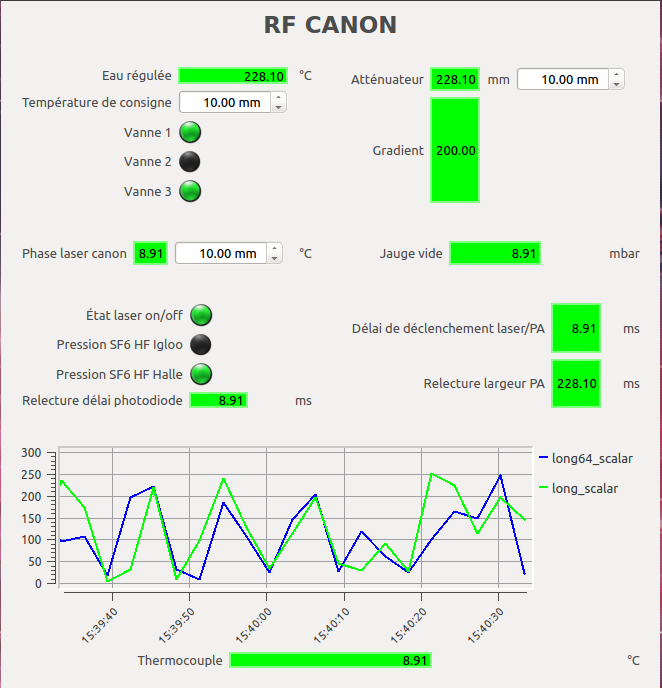 RF CANON
Eau régulée 228.10 °C
Atténuateur 228.10 mm 10.00 mm
Température de consigne 10.00 mm
Vanne 1
Gradient 200.00
Vanne 2
Vanne 3
Phase laser canon 8.91 10.00 mm °C
Jauge vide 8.91 mbar
État laser on/off
Délai de déclenchement laser/PA 8.91 ms
Pression SF6 HF Igloo
Pression SF6 HF Halle
Relecture largeur PA 228.10 ms
Relecture délai photodiode 8.91 ms
300
250
200
150
100
50
0
long64_scalar
long_scalar
15:39:40
15:39:50
15:40:00
15:40:10
15:40:20
15:40:30
Thermocouple 8.91 °C